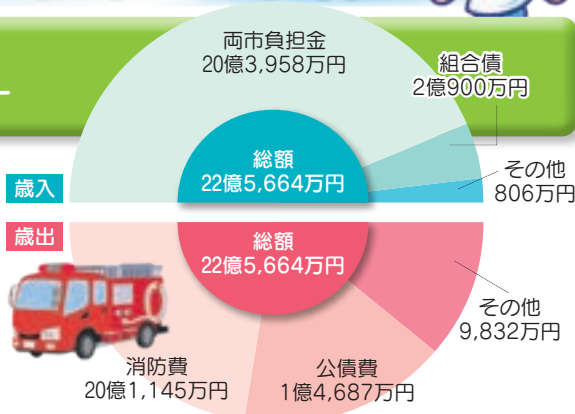 両市負担金
20億3,958万円
組合債
2億900万円
総額
22億5,664万円
その他
806万円
歳入
歳出
総額
22億5,664万円
その他
9,832万円
消防費
20億1,145万円
公債費
1億4,687万円